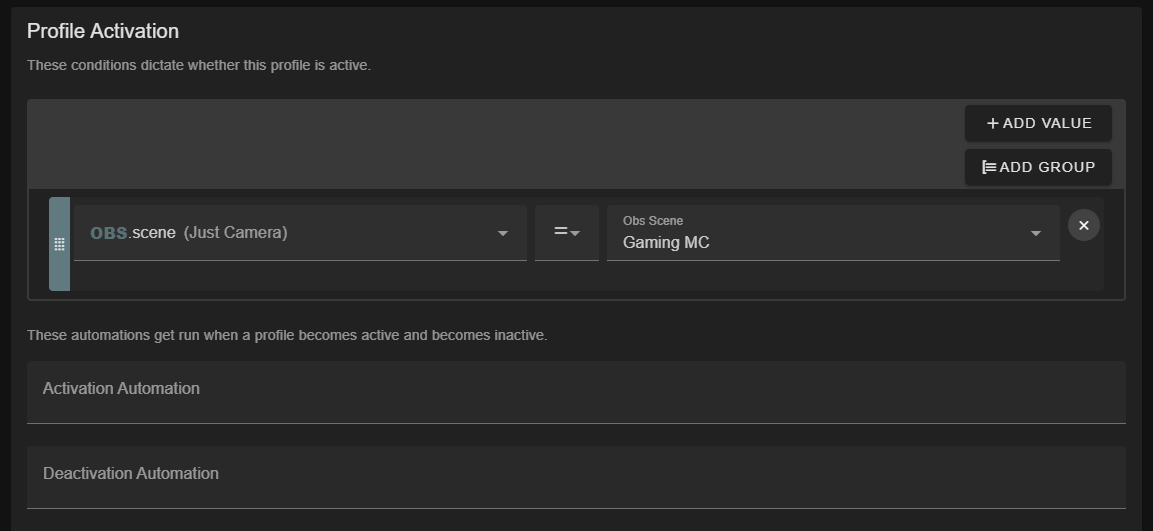 Profile Activation
These conditions dictate whether this profile is active.
ADD VALUE
ADD GROUP
OBS.scene (Just Camera)
=
Obs Scene
Gaming MC
These automations get run when a profile becomes active and becomes inactive.
Activation Automation
Deactivation Automation